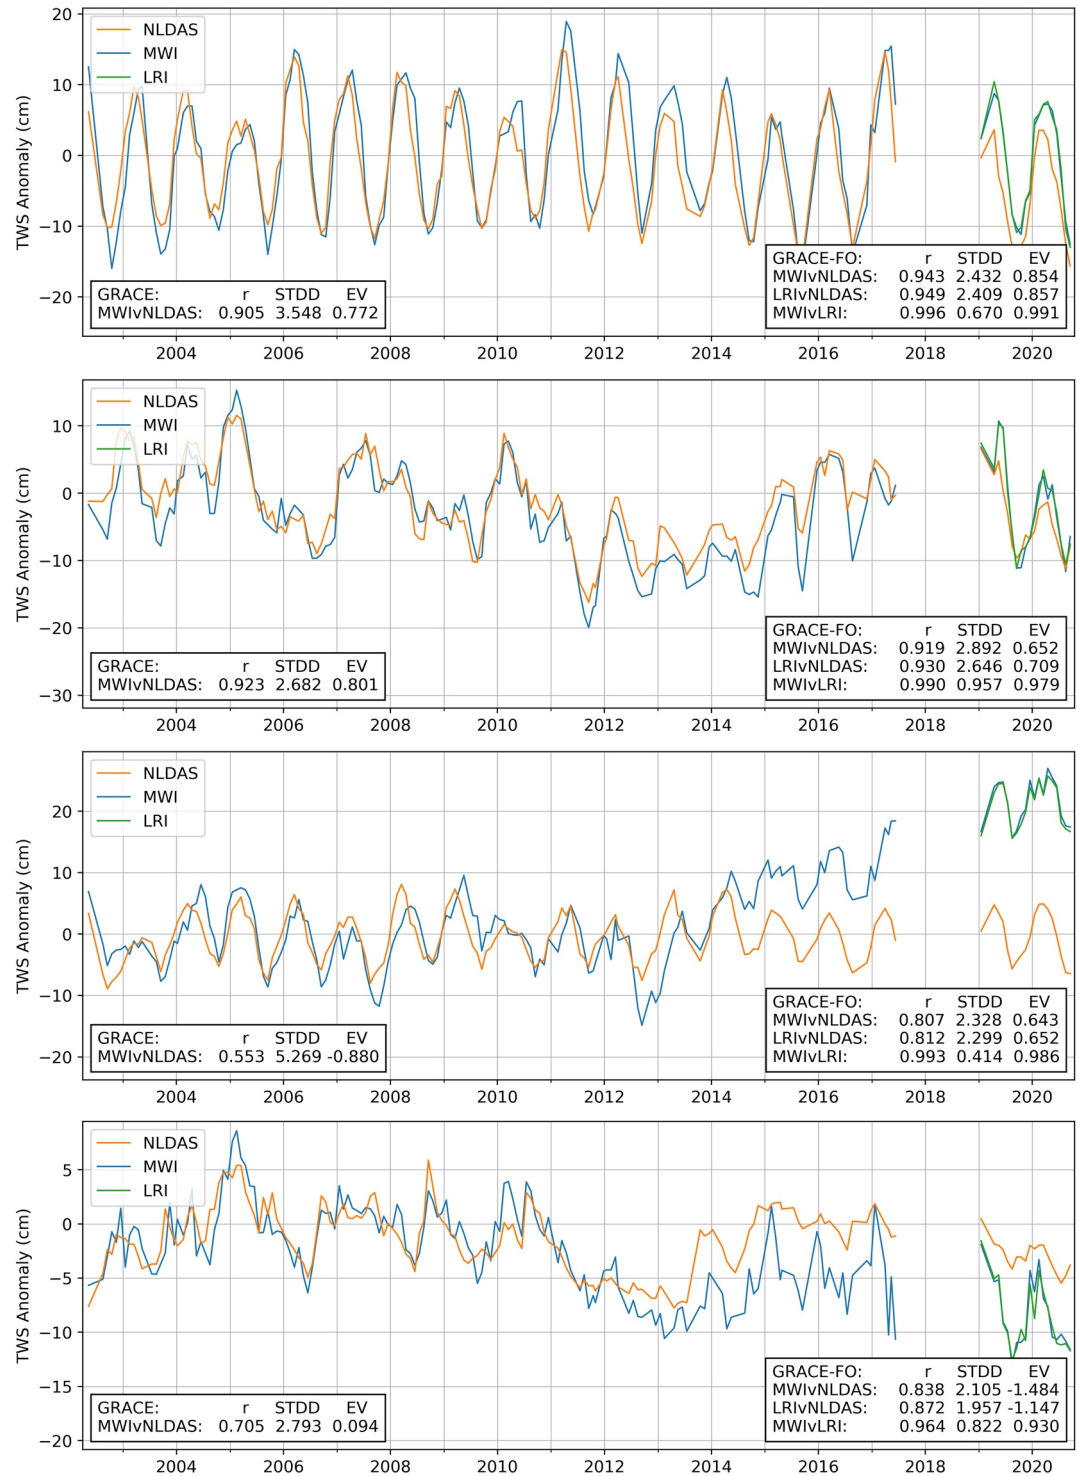 20
10
0
−10
−20
TWS Anomaly (cm)
NLDAS
MWI
LRI
GRACE: r STDD EV
MWIvNLDAS: 0.905 3.548 0.772
GRACE-FO: r STDD EV
MWIvNLDAS: 0.943 2.432 0.854
LRIvNLDAS: 0.949 2.409 0.857
MWIvLRI: 0.996 0.670 0.991
2004 2006 2008 2010 2012 2014 2016 2018 2020
10
0
−10
−20
−30
TWS Anomaly (cm)
NLDAS
MWI
LRI
GRACE: r STDD EV
MWIvNLDAS: 0.923 2.682 0.801
GRACE-FO: r STDD EV
MWIvNLDAS: 0.919 2.892 0.652
LRIvNLDAS: 0.930 2.646 0.709
MWIvLRI: 0.990 0.957 0.979
2004 2006 2008 2010 2012 2014 2016 2018 2020
20
10
0
−10
−20
TWS Anomaly (cm)
NLDAS
MWI
LRI
GRACE: r STDD EV
MWIvNLDAS: 0.553 5.269 -0.880
GRACE-FO: r STDD EV
MWIvNLDAS: 0.807 2.328 0.643
LRIvNLDAS: 0.812 2.299 0.652
MWIvLRI: 0.993 0.414 0.986
2004 2006 2008 2010 2012 2014 2016 2018 2020
5
0
−5
−10
−15
−20
TWS Anomaly (cm)
NLDAS
MWI
LRI
GRACE: r STDD EV
MWIvNLDAS: 0.705 2.793 0.094
GRACE-FO: r STDD EV
MWIvNLDAS: 0.838 2.105 -1.484
LRIvNLDAS: 0.872 1.957 -1.147
MWIvLRI: 0.964 0.822 0.930
2004 2006 2008 2010 2012 2014 2016 2018 2020